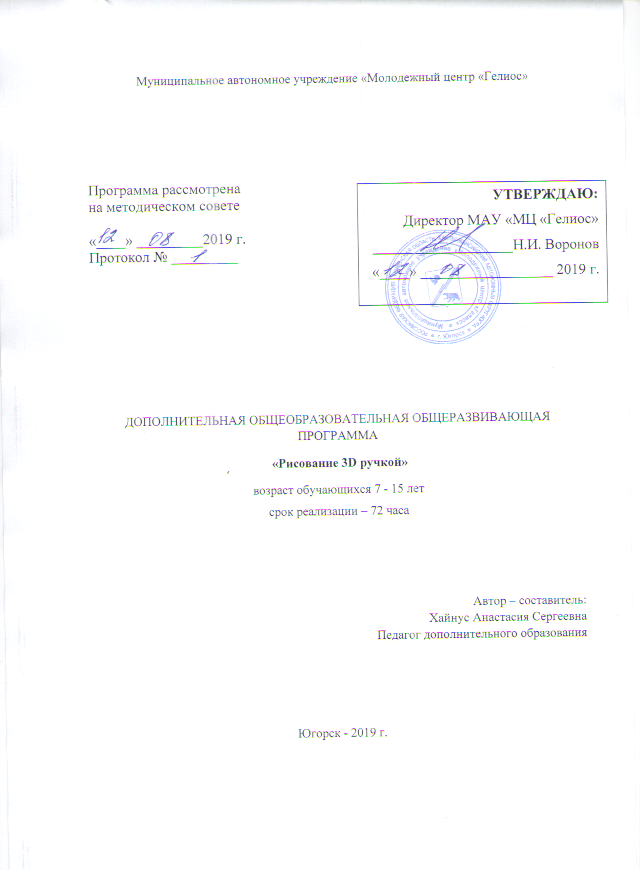 Муниципальное автономное учреждение «Молодежный центр «Гелиос»
Программа рассмотрена
на методическом совете
«12» 08 2019 г.
Протокол № 1
УТВЕРЖДАЮ:
Директор МАУ «МЦ «Гелиос»
Н.И. Воронов
«12» 08 2019 г.
ДОПОЛНИТЕЛЬНАЯ ОБЩЕОБРАЗОВАТЕЛЬНАЯ ОБЩЕРАЗВИВАЮЩАЯ
ПРОГРАММА
«Рисование 3D ручкой»
возраст обучающихся 7 - 15 лет
срок реализации – 72 часа
Автор – составитель:
Хайнус Анастасия Сергеевна
Педагог дополнительного образования
Югорск - 2019 г.